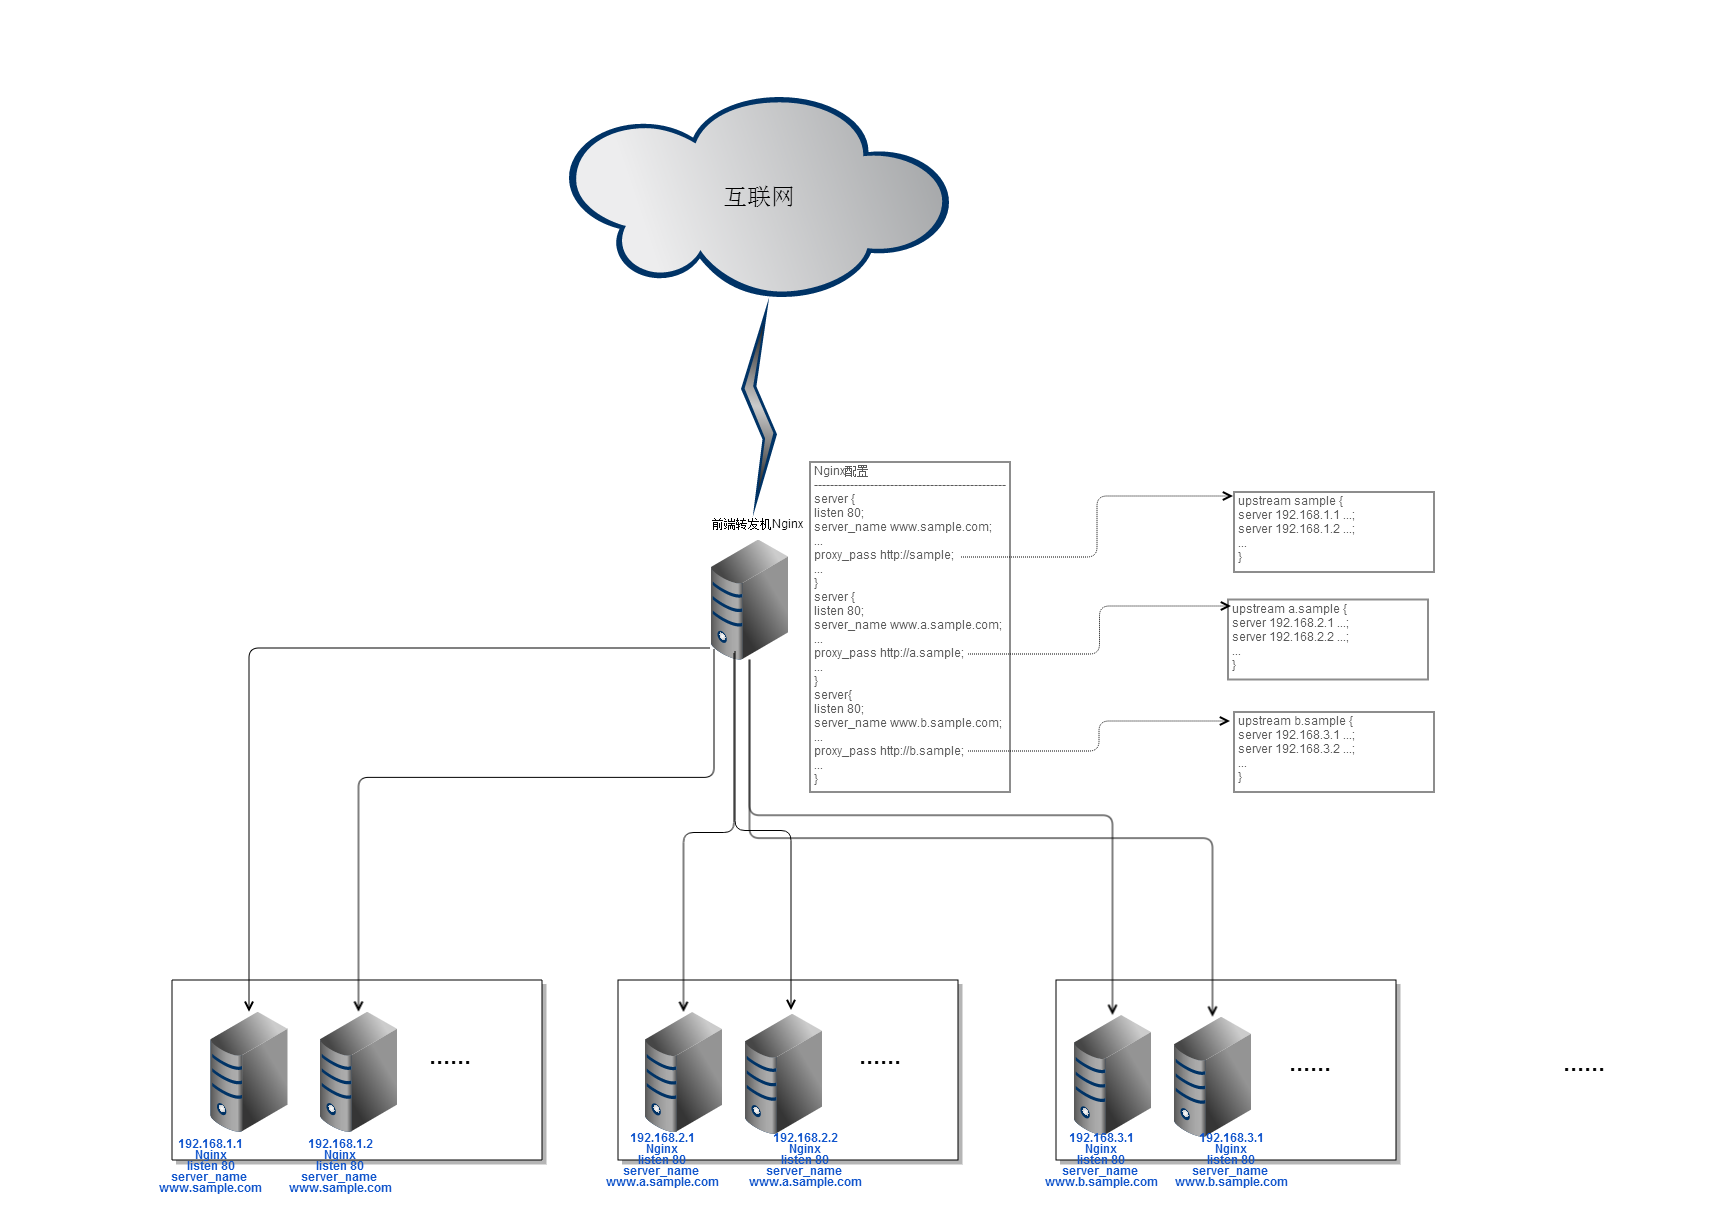 互联网
前端转发机Nginx
Nginx配置
------------------------------------------------
server {
listen 80;
server_name www.sample.com;
...
proxy_pass http://sample;
...
}
server {
listen 80;
server_name www.a.sample.com;
...
proxy_pass http://a.sample;
...
}
server{
listen 80;
server_name www.b.sample.com;
...
proxy_pass http://b.sample;
...
}
upstream sample {
server 192.168.1.1 ...;
server 192.168.1.2 ...;
...
}
upstream a.sample {
server 192.168.2.1 ...;
server 192.168.2.2 ...;
...
}
upstream b.sample {
server 192.168.3.1 ...;
server 192.168.3.2 ...;
...
}
192.168.1.1
Nginx
listen 80
server_name
www.sample.com
192.168.1.2
Nginx
listen 80
server_name
www.sample.com
......
192.168.2.1
Nginx
listen 80
server_name
www.a.sample.com
192.168.2.2
Nginx
listen 80
server_name
www.a.sample.com
......
192.168.3.1
Nginx
listen 80
server_name
www.b.sample.com
192.168.3.1
Nginx
listen 80
server_name
www.b.sample.com
......
......